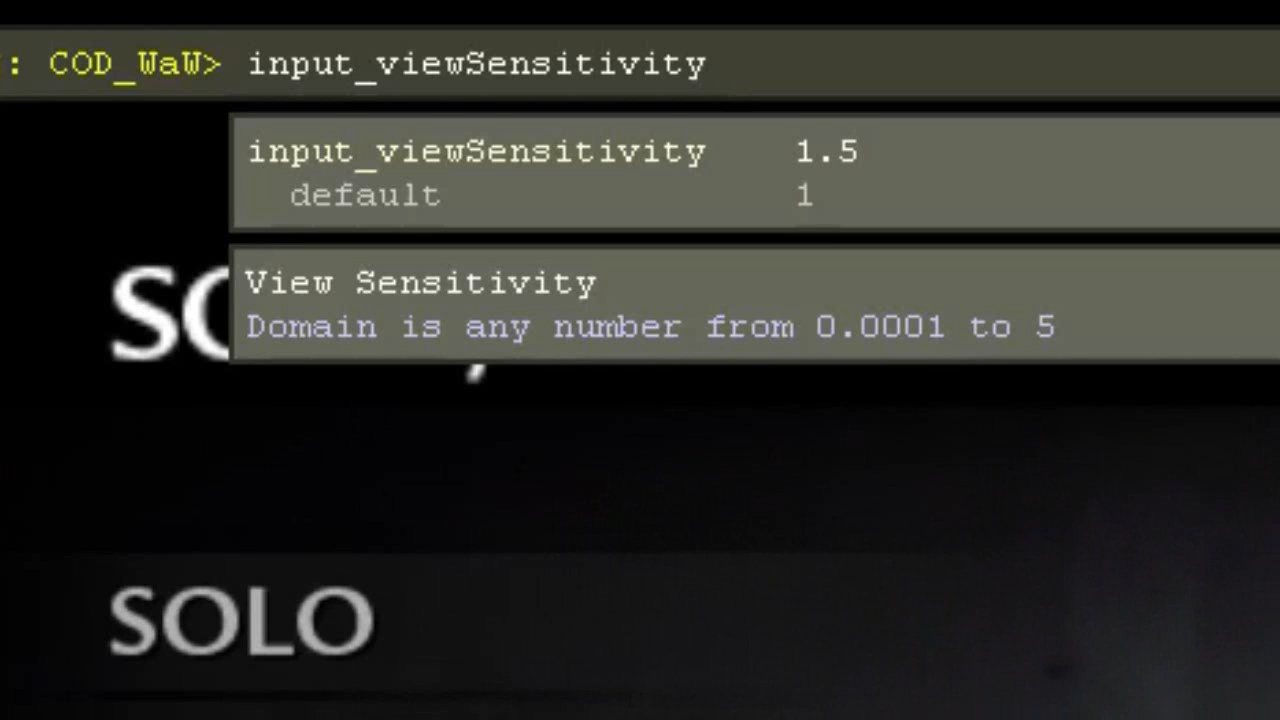 : COD_WaW> input_viewSensitivity
input_viewSensitivity 1.5
default 1
View Sensitivity
Domain is any number from 0.0001 to 5
SOLO